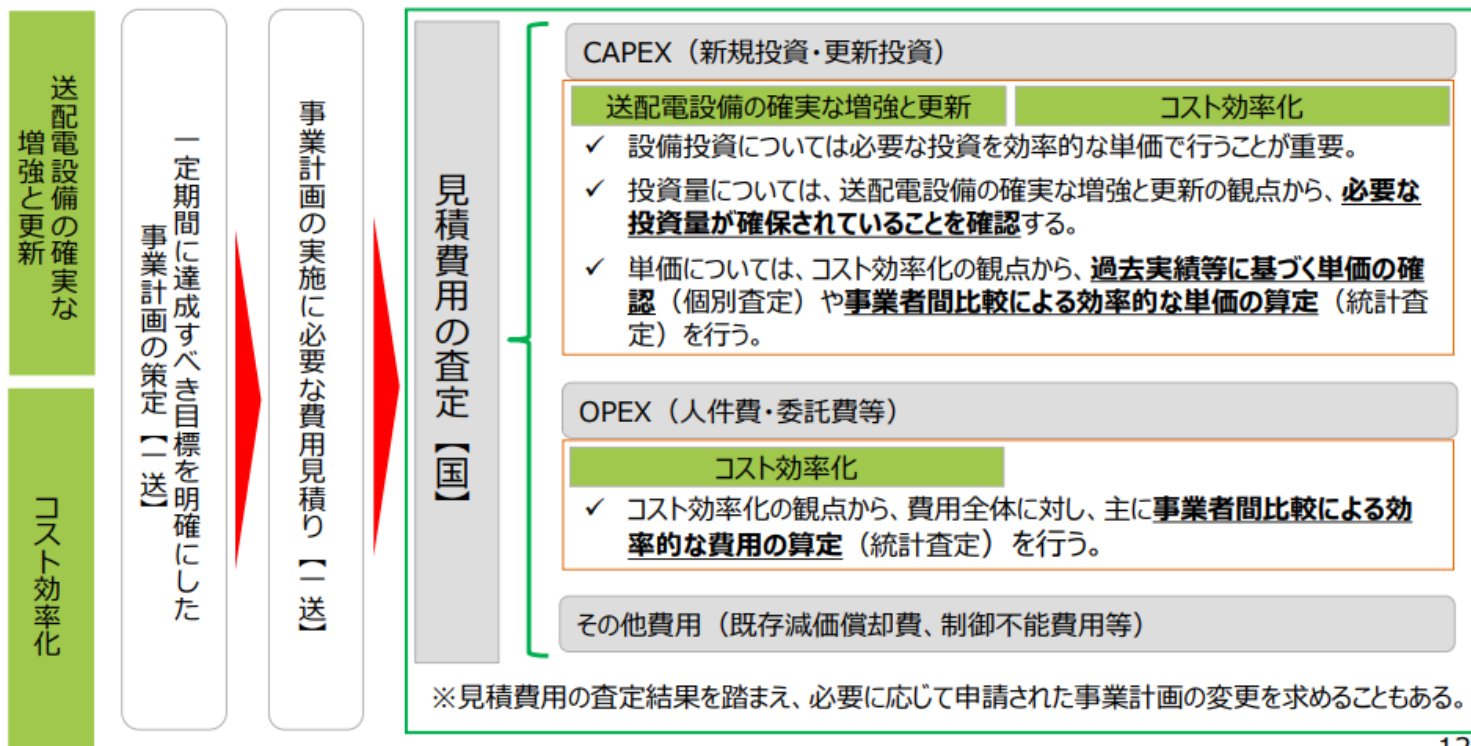 送配電設備の確実な
増強と更新
コスト効率化
一定期間に達成すべき目標を明確にした
事業計画の策定【一送】
事業計画の実施に必要な費用見積り【一送】
見積費用の査定【国】
CAPEX（新規投資・更新投資）
送配電設備の確実な増強と更新
コスト効率化
✓ 設備投資については必要な投資を効率的な単価で行うことが重要。
✓ 投資量については、送配電設備の確実な増強と更新の観点から、必要な
投資量が確保されていることを確認する。
✓ 単価については、コスト効率化の観点から、過去実績等に基づく単価の確
認（個別査定）や事業者間比較による効率的な単価の算定（統計査
定）を行う。
OPEX（人件費・委託費等）
コスト効率化
✓ コスト効率化の観点から、費用全体に対し、主に事業者間比較による効
率的な費用の算定（統計査定）を行う。
その他費用（既存減価償却費、制御不能費用等）
※見積費用の査定結果を踏まえ、必要に応じて申請された事業計画の変更を求めることもある。